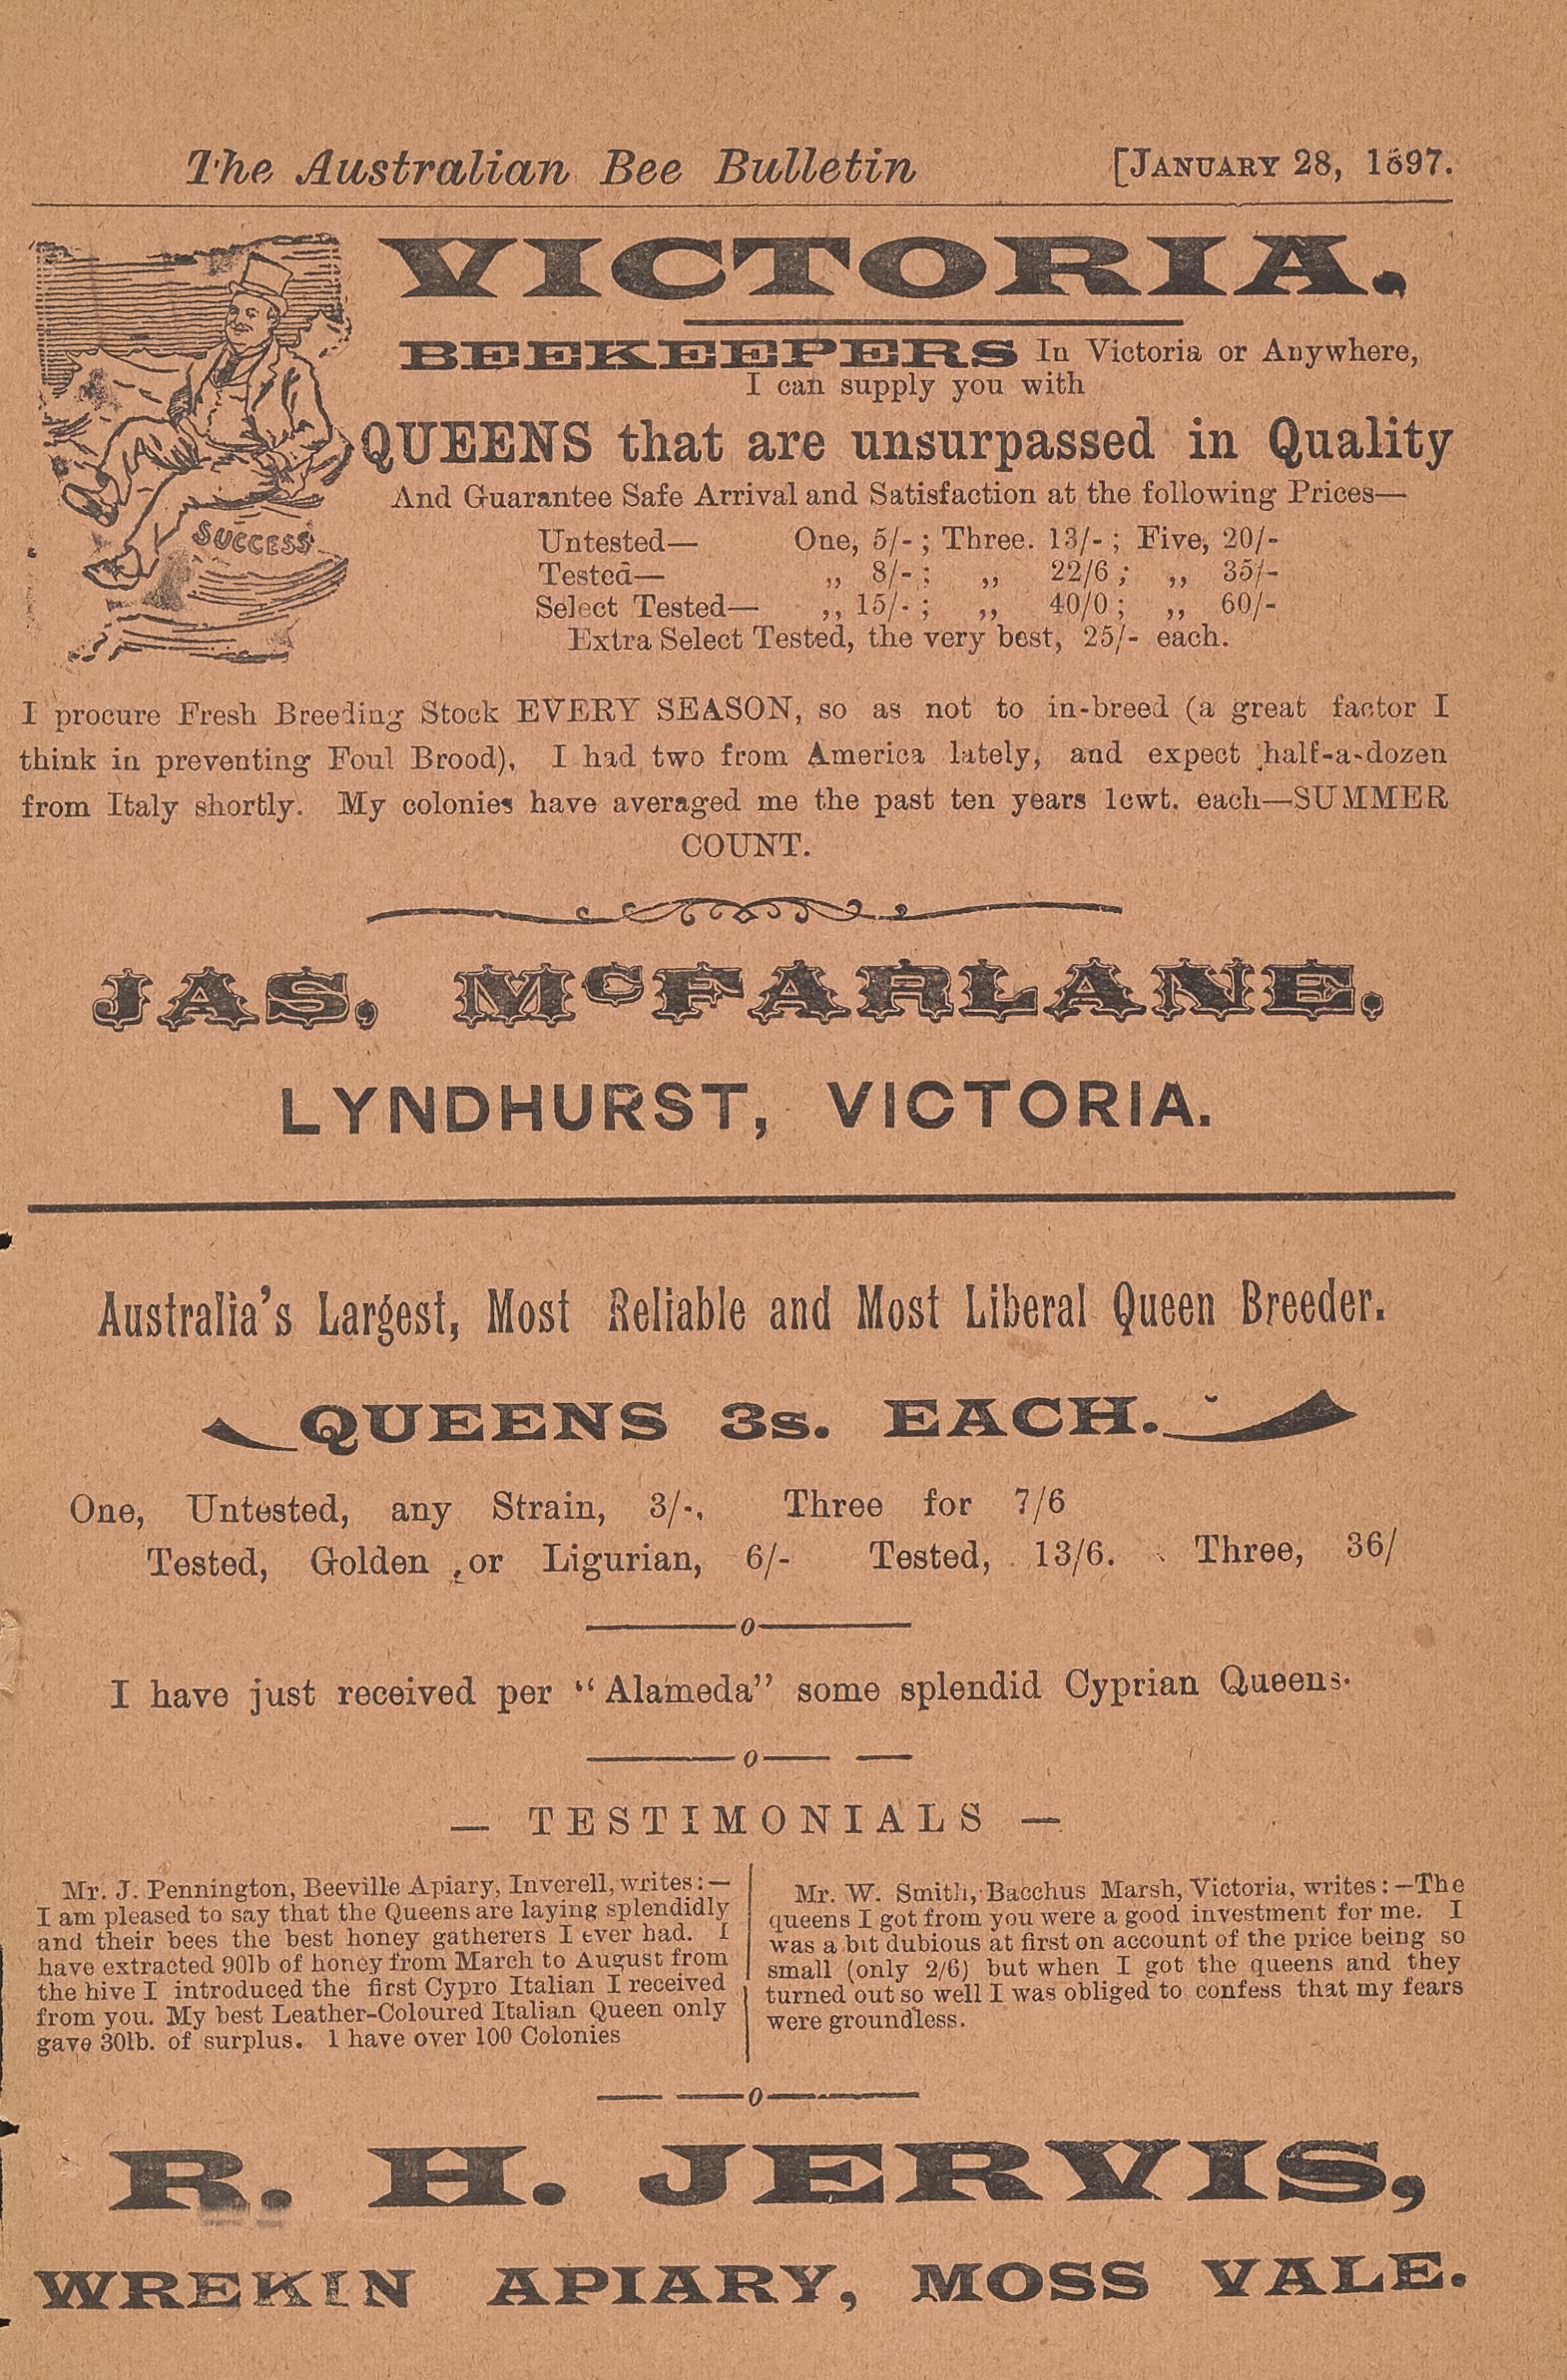 The Australian Bee Bulletin [JANUARY 28, 1897.
VICTORIA.
BEEKEEPERS In Victoria or Anywhere,
I can supply you with
QUEENS that are unsurpassed in Quality
And Guarantee Safe Arrival and Satisfaction at the following Prices—
SUCCESS
Untested— One, 5/- ; Three. 13/- ; Five, 20/-
Tested— ,, 8/- ; ,, 22/6 ; ,, 35/-
Select Tested— ,, 15/- ; ,, 40/0 ; ,, 60/-
Extra Select Tested, the very best, 25/- each.
I procure Fresh Breeding Stock EVERY SEASON, so as not to in-breed (a great factor I
think in preventing Foul Brood), I had two from America lately, and expect half-a-dozen
from Italy shortly. My colonies have averaged me the past ten years 1cwt. each—SUMMER
COUNT.
JAS, McFARLANE,
LYNDHURST, VICTORIA.
Australia's Largest, Most Reliable and Most Liberal Queen Breeder.
QUEENS 3s. EACH.
One, Untested, any Strain, 3/-, Three for 7/6
Tested, Golden or Ligurian, 6/- Tested, 13/6. Three, 36/
o
I have just received per "Alameda" some splendid Cyprian Queens.
o
— TESTIMONIALS —
Mr. J. Pennington, Beeville Apiary, Inverell, writes :—
I am pleased to say that the Queens are laying splendidly
and their bees the best honey gatherers I ever had. I
have extracted 90lb of honey from March to August from
the hive I introduced the first Cypro Italian I received
from you. My best Leather-Coloured Italian Queen only
gave 30lb. of surplus. 1 have over 100 Colonies
Mr. W. Smith, Bacchus Marsh, Victoria, writes :—The
queens I got from you were a good investment for me. I
was a bit dubious at first on account of the price being so
small (only 2/6) but when I got the queens and they
turned out so well I was obliged to confess that my fears
were groundless.
o
R. H. JERVIS,
WREKIN APIARY, MOSS VALE.